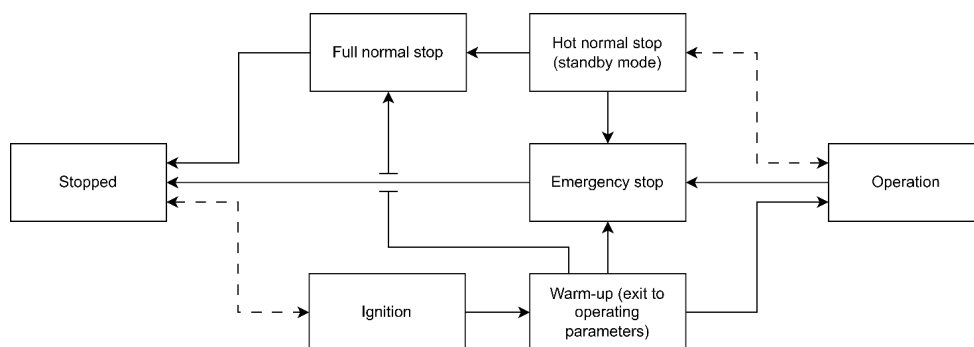 Full normal stop
Hot normal stop
(standby mode)
Stopped
Emergency stop
Operation
Ignition
Warm-up (exit to
operating
parameters)